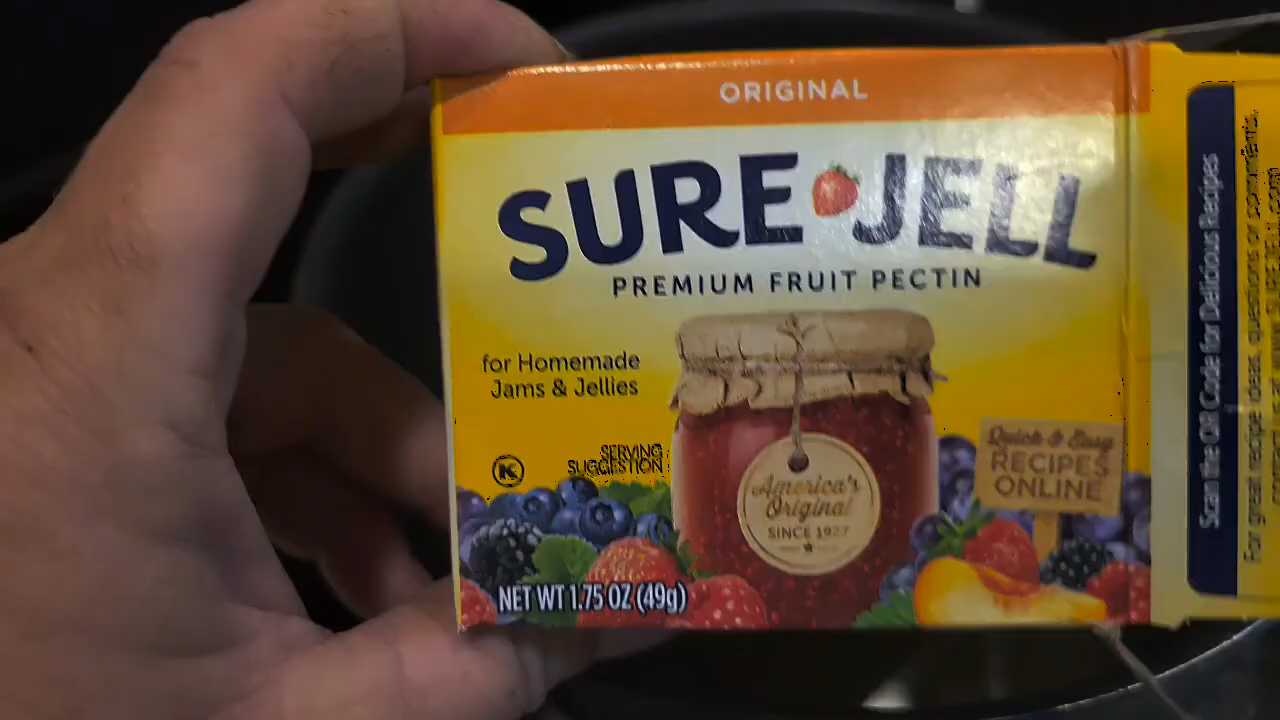 ORIGINAL
SURE JELL
PREMIUM FRUIT PECTIN
for Homemade
Jams & Jellies
K
SERVING
SUGGESTION
America's
Original
SINCE 1927
Quick & Easy
RECIPES
ONLINE
NET WT 1.75 OZ (49g)
Scan the QR Code for Delicious Recipes
For great recipe ideas, questions or comments,